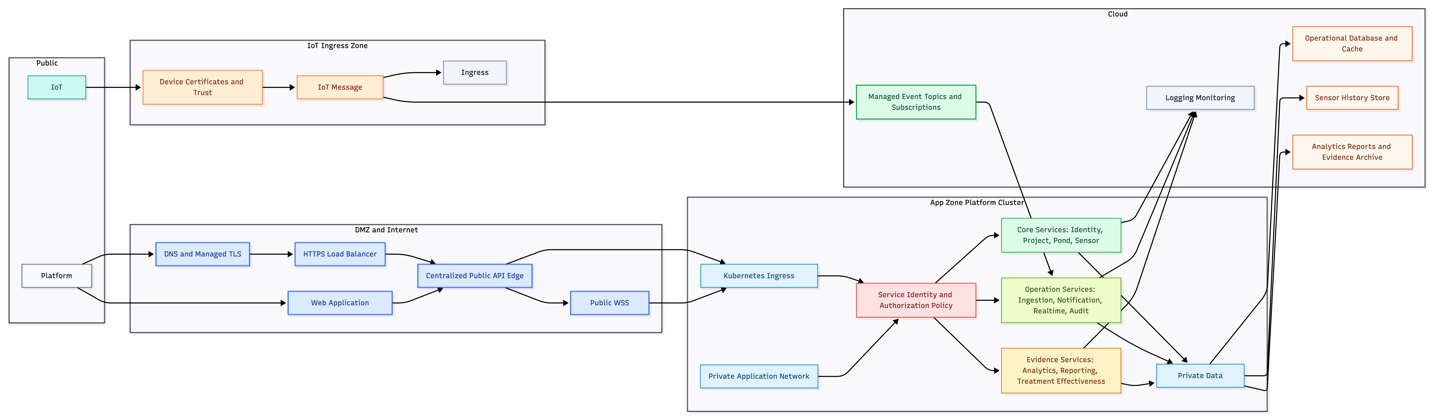 Public
IoT
Platform
IoT Ingress Zone
Device Certificates and
Trust
IoT Message
Ingress
DMZ and Internet
DNS and Managed TLS
HTTPS Load Balancer
Web Application
Centralized Public API Edge
Public WSS
Cloud
Managed Event Topics and
Subscriptions
Logging Monitoring
Operational Database and
Cache
Sensor History Store
Analytics Reports and
Evidence Archive
App Zone Platform Cluster
Kubernetes Ingress
Private Application Network
Service Identity and
Authorization Policy
Core Services: Identity,
Project, Pond, Sensor
Operation Services:
Ingestion, Notification,
Realtime, Audit
Evidence Services:
Analytics, Reporting,
Treatment Effectiveness
Private Data